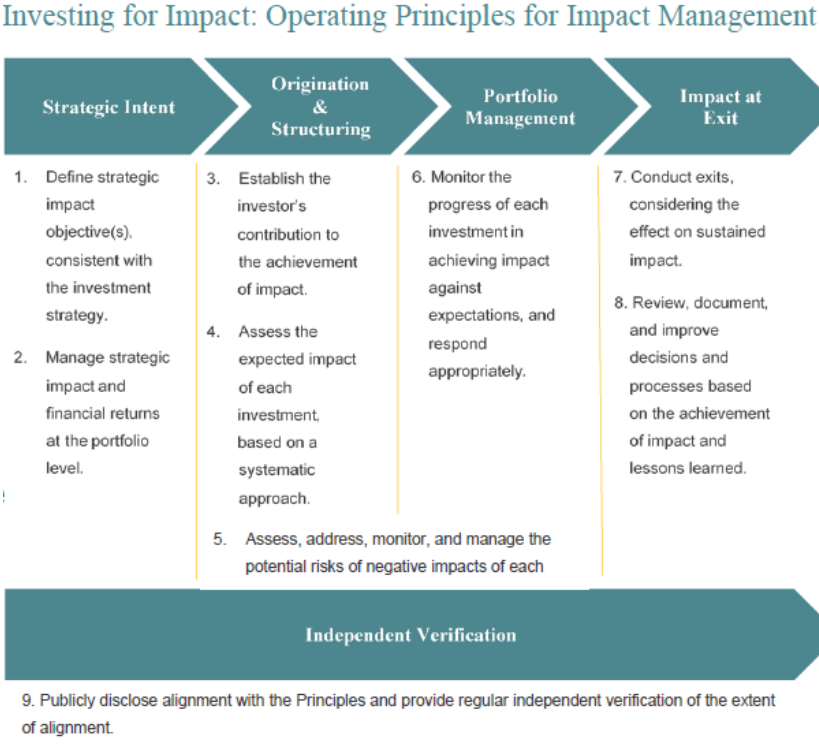 Investing for Impact: Operating Principles for Impact Management
Strategic Intent
Origination
&
Structuring
Portfolio
Management
Impact at
Exit
1. Define strategic
impact
objective(s),
consistent with
the investment
strategy.
2. Manage strategic
impact and
financial returns
at the portfolio
level.
3. Establish the
investor's
contribution to
the achievement
of impact.
4. Assess the
expected impact
of each
investment,
based on a
systematic
approach.
6. Monitor the
progress of each
investment in
achieving impact
against
expectations, and
respond
appropriately.
5. Assess, address, monitor, and manage the
potential risks of negative impacts of each
7. Conduct exits,
considering the
effect on sustained
impact.
8. Review, document,
and improve
decisions and
processes based
on the achievement
of impact and
lessons learned.
Independent Verification
9. Publicly disclose alignment with the Principles and provide regular independent verification of the extent
of alignment.